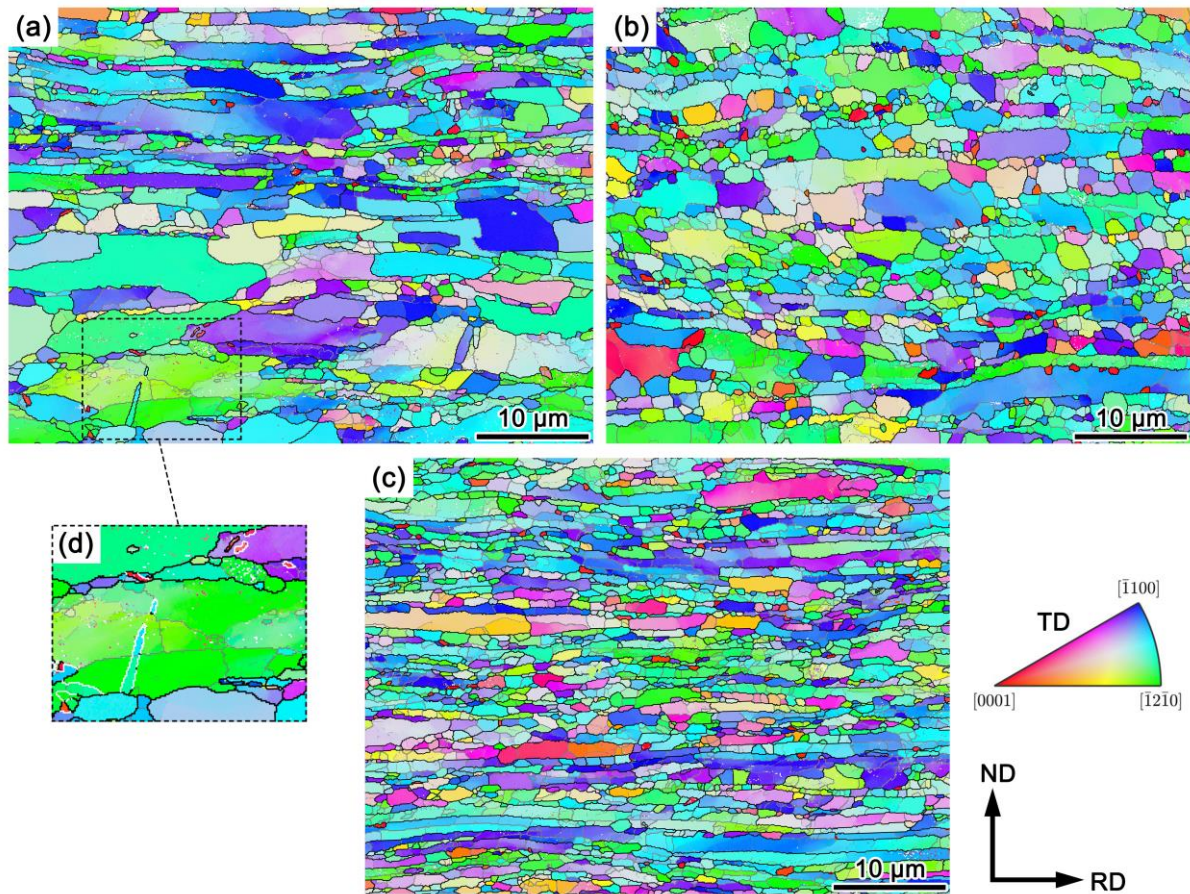 (a)
(b)
10 µm
10 µm
(c)
(d)
[1̅100]
TD
[0001]
[1̅21̅0]
ND
10 µm
RD